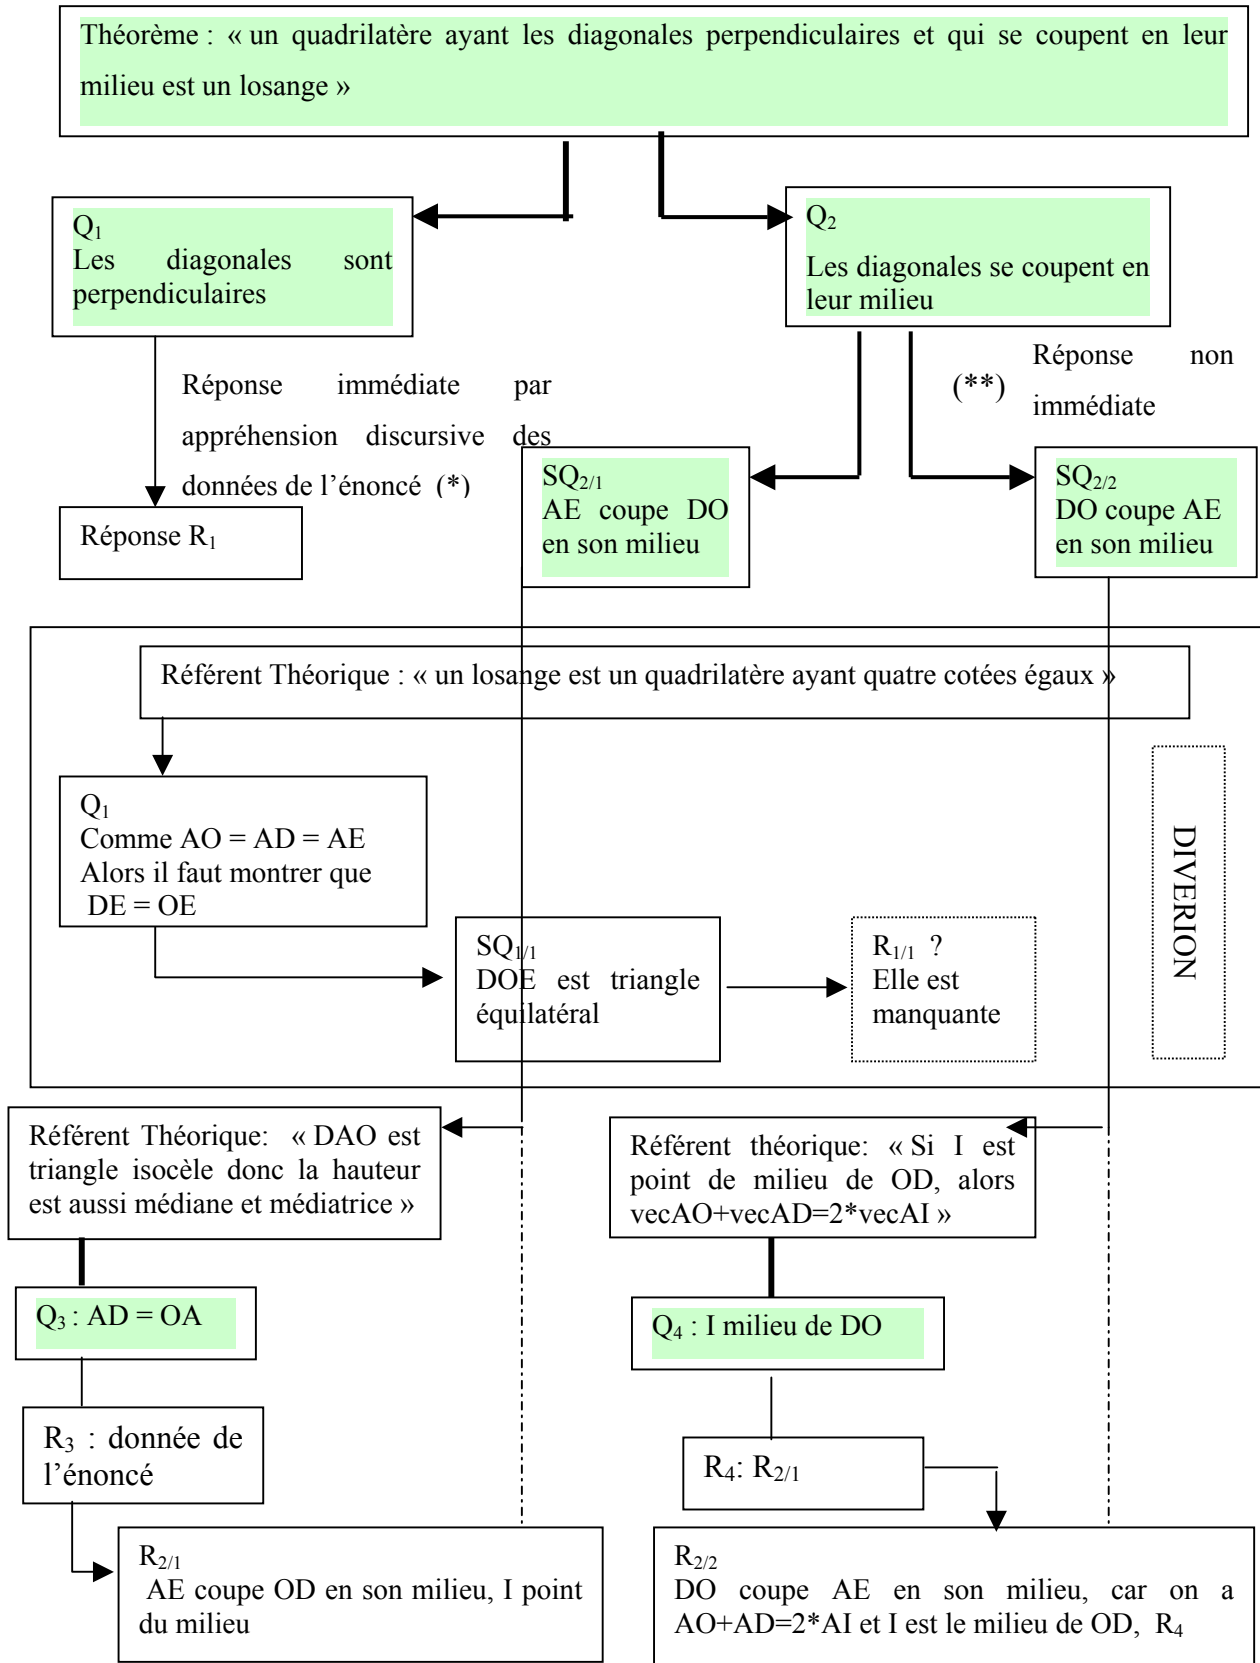 Théorème : « un quadrilatère ayant les diagonales perpendiculaires et qui se coupent en leur
milieu est un losange »
Q1
Les diagonales sont
perpendiculaires
Q2
Les diagonales se coupent en
leur milieu
Réponse immédiate par
appréhension discursive des
données de l’énoncé (*)
(**)
Réponse non
immédiate
Réponse R1
SQ2/1
AE coupe DO
en son milieu
SQ2/2
DO coupe AE
en son milieu
Référent Théorique : « un losange est un quadrilatère ayant quatre cotées égaux »
Q1
Comme AO = AD = AE
Alors il faut montrer que
DE = OE
SQ1/1
DOE est triangle
équilatéral
R1/1 ?
Elle est
manquante
DIVERION
Référent Théorique: « DAO est
triangle isocèle donc la hauteur
est aussi médiane et médiatrice »
Référent théorique: « Si I est
point de milieu de OD, alors
vecAO+vecAD=2*vecAI »
Q3 : AD = OA
Q4 : I milieu de DO
R3 : donnée de
l’énoncé
R4: R2/1
R2/1
AE coupe OD en son milieu, I point
du milieu
R2/2
DO coupe AE en son milieu, car on a
AO+AD=2*AI et I est le milieu de OD, R4